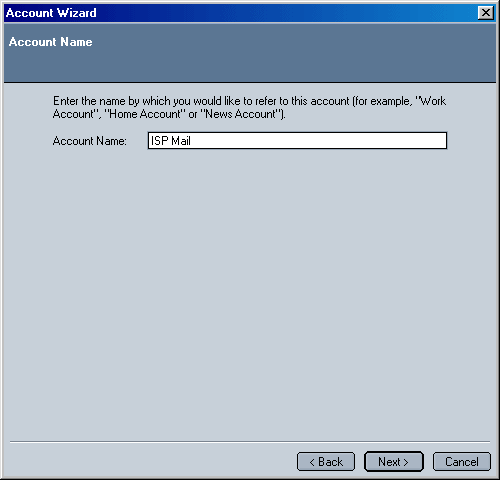 Account Wizard
Account Name
Enter the name by which you would like to refer to this account (for example, "Work
Account", "Home Account" or "News Account").
Account Name: ISP Mail
< Back Next > Cancel